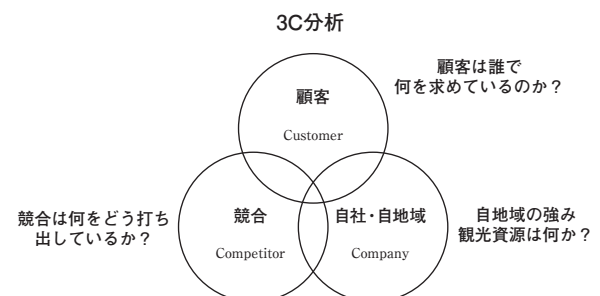 3C分析
顧客
Customer
顧客は誰で
何を求めているのか？
競合
Competitor
競合は何をどう打ち
出しているか？
自社・自地域
Company
自地域の強み
観光資源は何か？